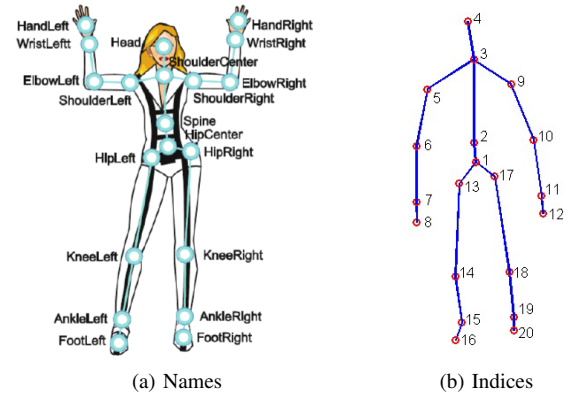 HandLeft
HandRight
WristLeftt
WristRight
Head
ShoulderCenter
ElbowLeft
ElbowRight
ShoulderLeft
ShoulderRight
Spine
HipCenter
HipLeft
HipRight
KneeLeft
KneeRight
AnkleLeft
AnkleRight
FootLeft
FootRight
(a) Names
4
3
5
9
6
10
2
1
13
17
7
8
11
12
14
18
15
16
19
20
(b) Indices